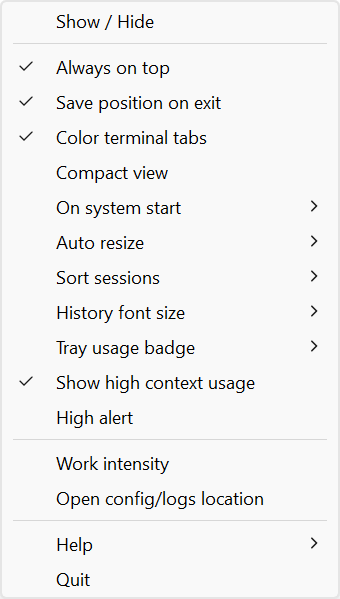 Show / Hide
Always on top
Save position on exit
Color terminal tabs
Compact view
On system start
Auto resize
Sort sessions
History font size
Tray usage badge
Show high context usage
High alert
Work intensity
Open config/logs location
Help
Quit